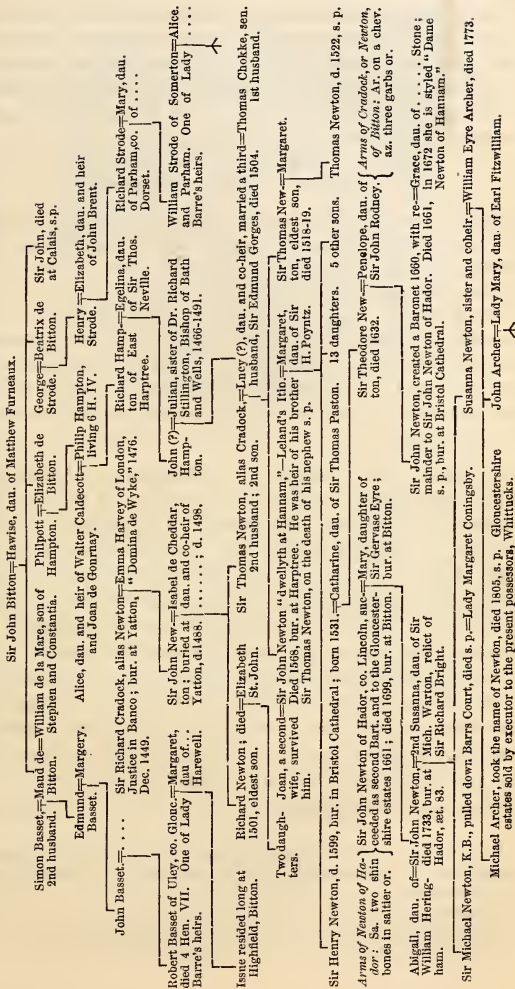 Sir John Bitton=Hawise, dau. of Matthew Furneaux.
Simon Basset,=Maud de=William de la Mare, son of
2nd husband. Bitton. Stephen and Constantia.
Philpott=Elizabeth de
Hampton. Bitton.
George=Beatrix de
Strode. Bitton.
Sir John, died
at Calais, s.p.
Edmund=Margery.
Basset.
Alice, dau. and heir of Walter Caldecott=Philip Hampton,
and Joan de Gournay. living 6 H. IV.
Henry=Elizabeth, dau. and heir
Strode. of John Brent.
John Basset.=. . . .
Sir Richard Cradock, alias Newton=Emma Harvey of London,
Justice in Banco; bur. at Yatton, "Domina de Wyke," 1476.
Dec. 1449.
Richard Hamp-=Egelina, dau.
ton of East of Sir Thos.
Harptree. Neville.
Richard Strode=Mary, dau.
of Parham, co. of . . . .
Dorset.
Robert Basset of Uley, co. Glouc.=Margaret,
died 4 Hen. VII. One of Lady dau of...
Barre's heirs. Harewell.
Sir John New-=Isabel de Cheddar,
ton; buried at dau. and co-heir of
Yatton, d. 1488. . . . . . . ; d. 1498.
John (?)=Julian, sister of Dr. Richard
Hamp- Stillington, Bishop of Bath
ton. and Wells, 1466-1491.
William Strode of Somerton=Alice.
and Parham. One of Lady . . . .
Barre's heirs.
Issue resided long at
Highfield, Bitton.
Richard Newton; died=Elizabeth
1501, eldest son. St. John.
Sir Thomas Newton, alias Cradock,=Lucy (?), dau. and co-heir, married a third=Thomas Chokke, sen.
2nd husband; 2nd son. husband, Sir Edmund Gorges, died 1504. 1st husband.
Two daugh-
ters.
Joan, a second=Sir John Newton "dwellyth at Hannam,"—Leland's Itin.=Margaret,
wife, survived Died 1568, bur. at Harptree. He was heir of his brother dau. of Sir
him. Sir Thomas Newton, on the death of his nephew s. p. H. Poyntz.
Sir Thomas New-=Margaret.
ton, eldest son,
died 1518-19.
Thomas Newton, d. 1522, s. p.
Sir Henry Newton, d. 1599, bur. in Bristol Cathedral; born 1531.=Catharine, dau. of Sir Thomas Paston. 13 daughters. 5 other sons.
Arms of Newton of Ha-
dor: Sa. two shin
bones in saltier or.
Sir John Newton of Hador, co. Lincoln, suc-=Mary, daughter of
ceeded as second Bart. and to the Gloucester- Sir Gervase Eyre;
shire estates 1661; died 1699, bur. at Bitton. bur. at Bitton.
Sir Theodore New-=Penelope, dau. of
ton, died 1632. Sir John Rodney.
Arms of Cradock, or Newton,
of Bitton: Ar. on a chev.
az. three garbs or.
Abigail, dau. of=Sir John Newton,=2nd Susanna, dau. of Sir
William Hering- died 1733, bur. at Mich. Warton, relict of
ham. Hador, æt. 83. Sir Richard Bright.
Sir John Newton, created a Baronet 1660, with re-=Grace, dau. of . . . . . Stone;
mainder to Sir John Newton of Hador. Died 1661, in 1672 she is styled "Dame
s. p., bur. at Bristol Cathedral. Newton of Hannam."
Sir Michael Newton, K.B., pulled down Barrs Court, died s. p.=Lady Margaret Coningsby.
Susanna Newton, sister and coheir,=William Eyre Archer, died 1773.
Michael Archer, took the name of Newton, died 1805, s. p. Gloucestershire
estates sold by executor to the present possessors, Whittucks.
John Archer=Lady Mary, dau. of Earl Fitzwilliam.